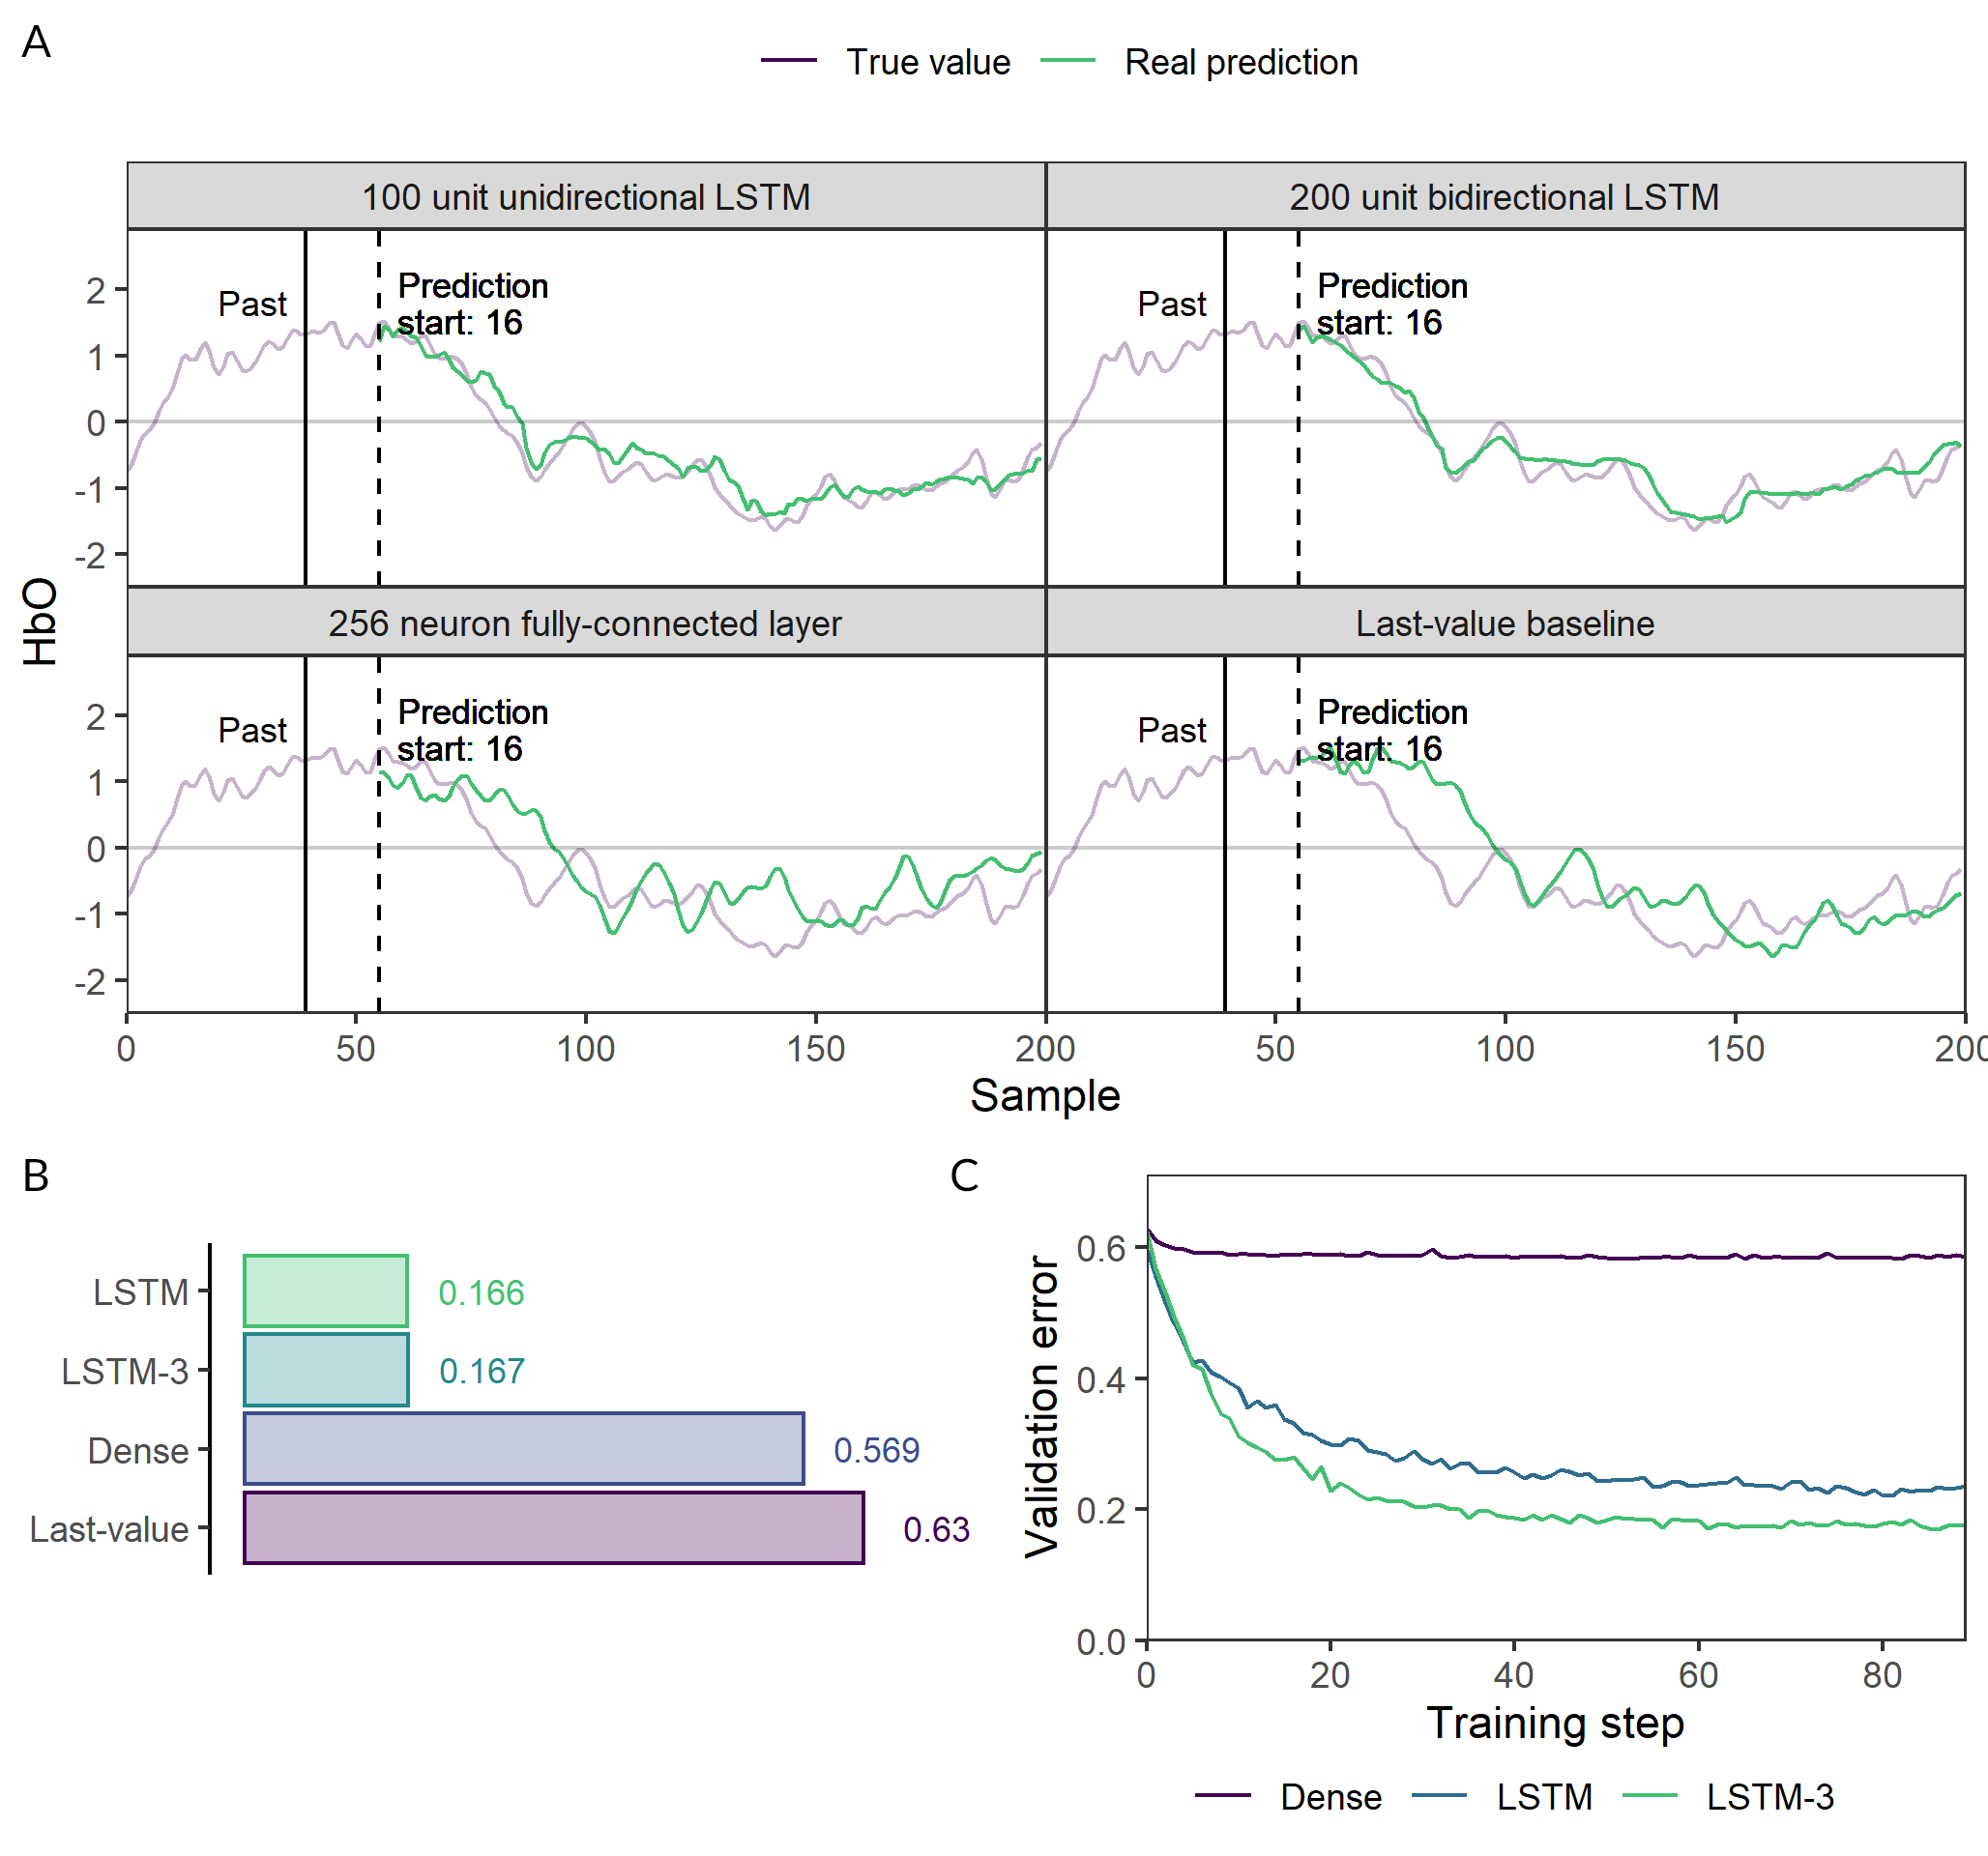 A
True value
Real prediction
100 unit unidirectional LSTM
200 unit bidirectional LSTM
Past
Prediction
start: 16
Past
Prediction
start: 16
2
1
0
-1
-2
256 neuron fully-connected layer
Last-value baseline
Past
Prediction
start: 16
Past
Prediction
start: 16
2
1
0
-1
-2
HbO
0
50
100
150
200
50
100
150
200
Sample
B
LSTM
0.166
LSTM-3
0.167
Dense
0.569
Last-value
0.63
C
Validation error
0.6
0.4
0.2
0.0
0
20
40
60
80
Training step
Dense
LSTM
LSTM-3